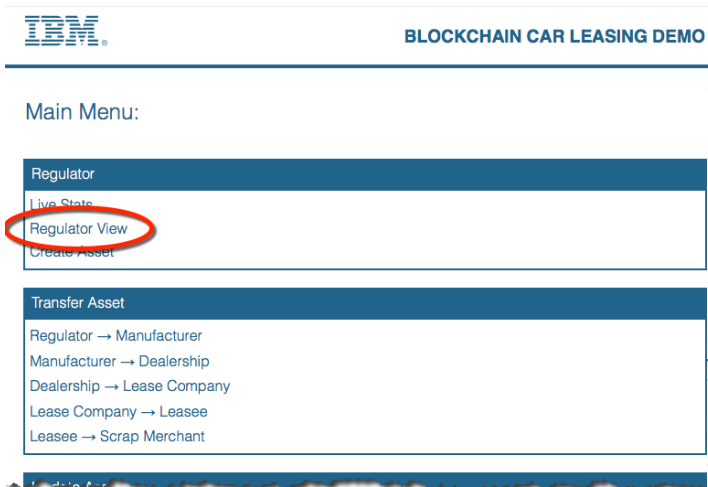 IBM.
BLOCKCHAIN CAR LEASING DEMO
Main Menu:
Regulator
Live Stats
Regulator View
Create Asset
Transfer Asset
Regulator → Manufacturer
Manufacturer → Dealership
Dealership → Lease Company
Lease Company → Leasee
Leasee → Scrap Merchant